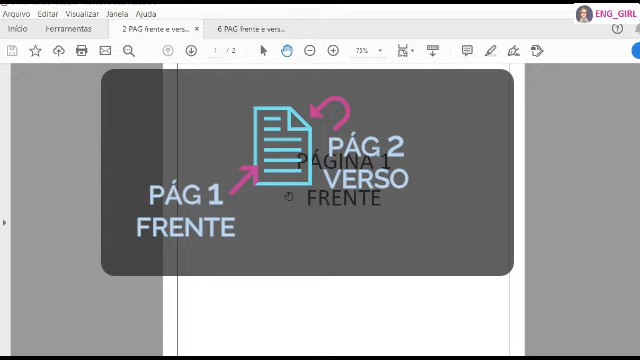 Arquivo Editar Visualizar Janela Ajuda
ENG_GIRL
Início Ferramentas 2 PAG frente e vers... × 6 PAG frente e vers...
1 / 2 75%
PÁGINA 1
FRENTE
PÁG 2
VERSO
PÁG 1
FRENTE